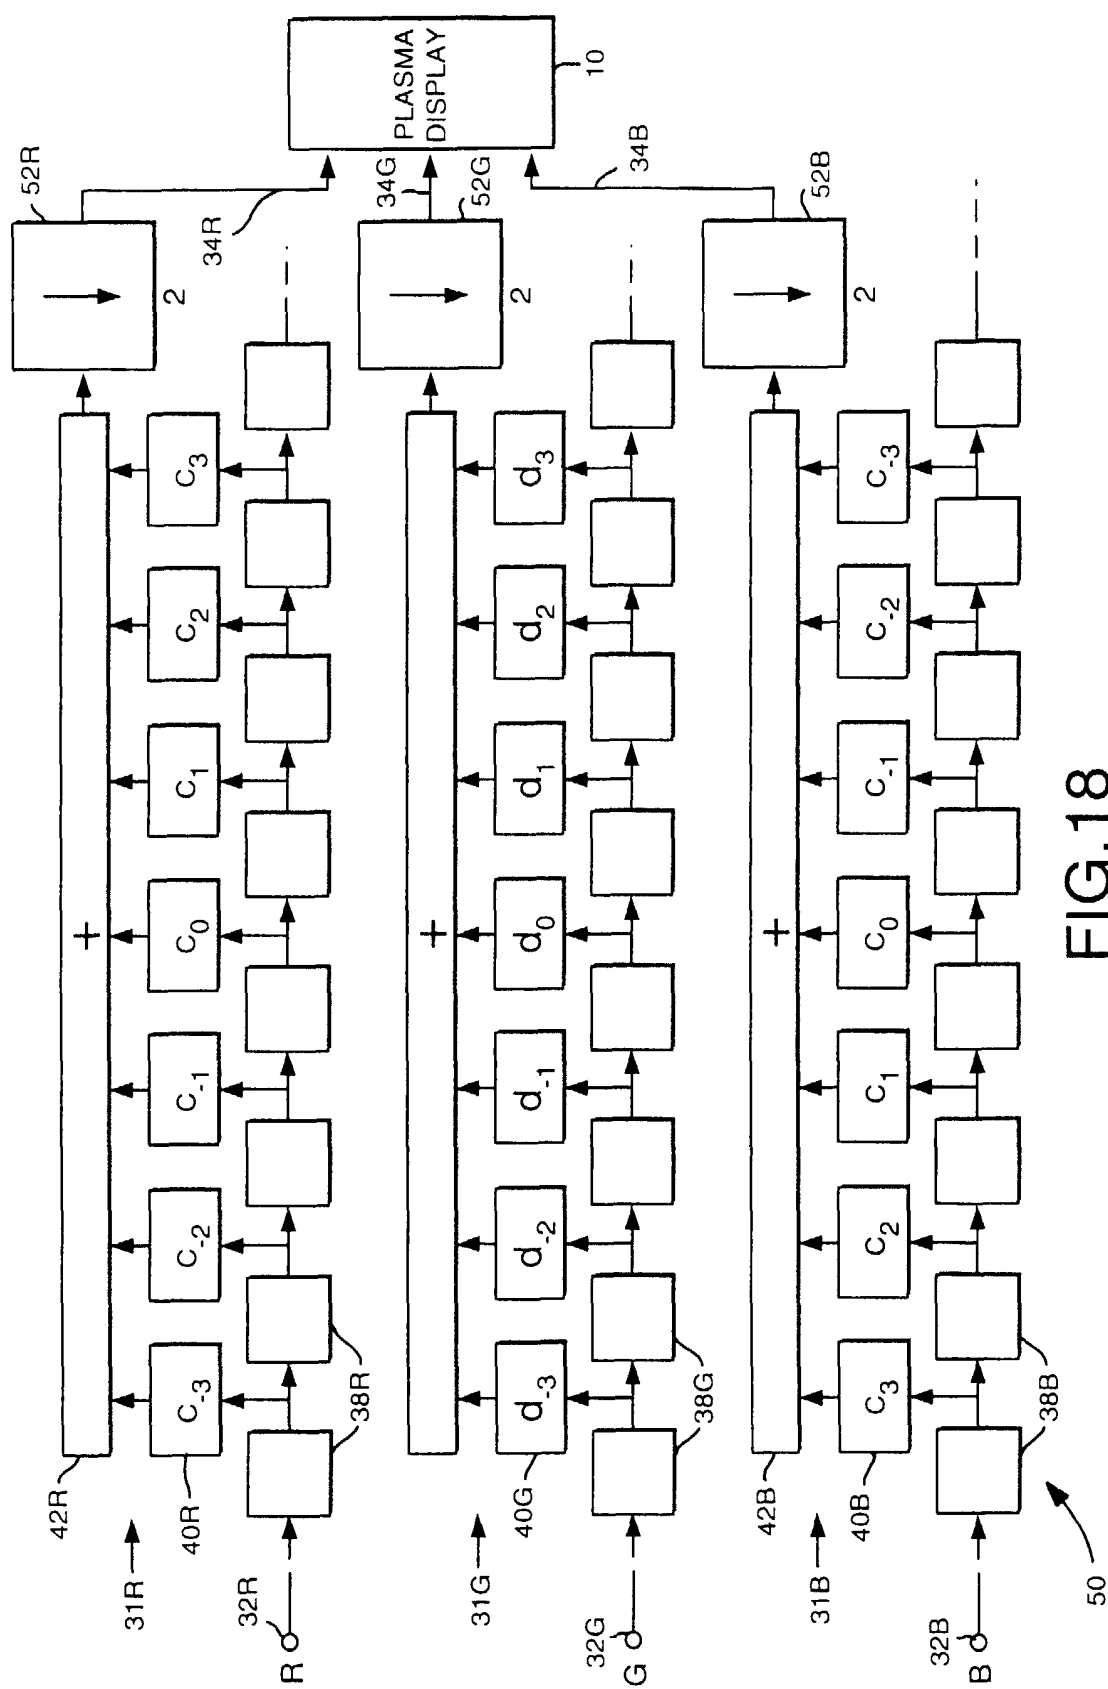 52R
PLASMA
DISPLAY
10
34R
34G
34B
2
42R
+
C-3
C-2
C-1
C0
C1
C2
C3
31R
40R
38R
R
32R
52G
2
+
d-3
d-2
d-1
d0
d1
d2
d3
31G
40G
38G
G
32G
52B
2
42B
+
C3
C2
C1
C0
C-1
C-2
C-3
31B
40B
38B
B
32B
50
FIG.18